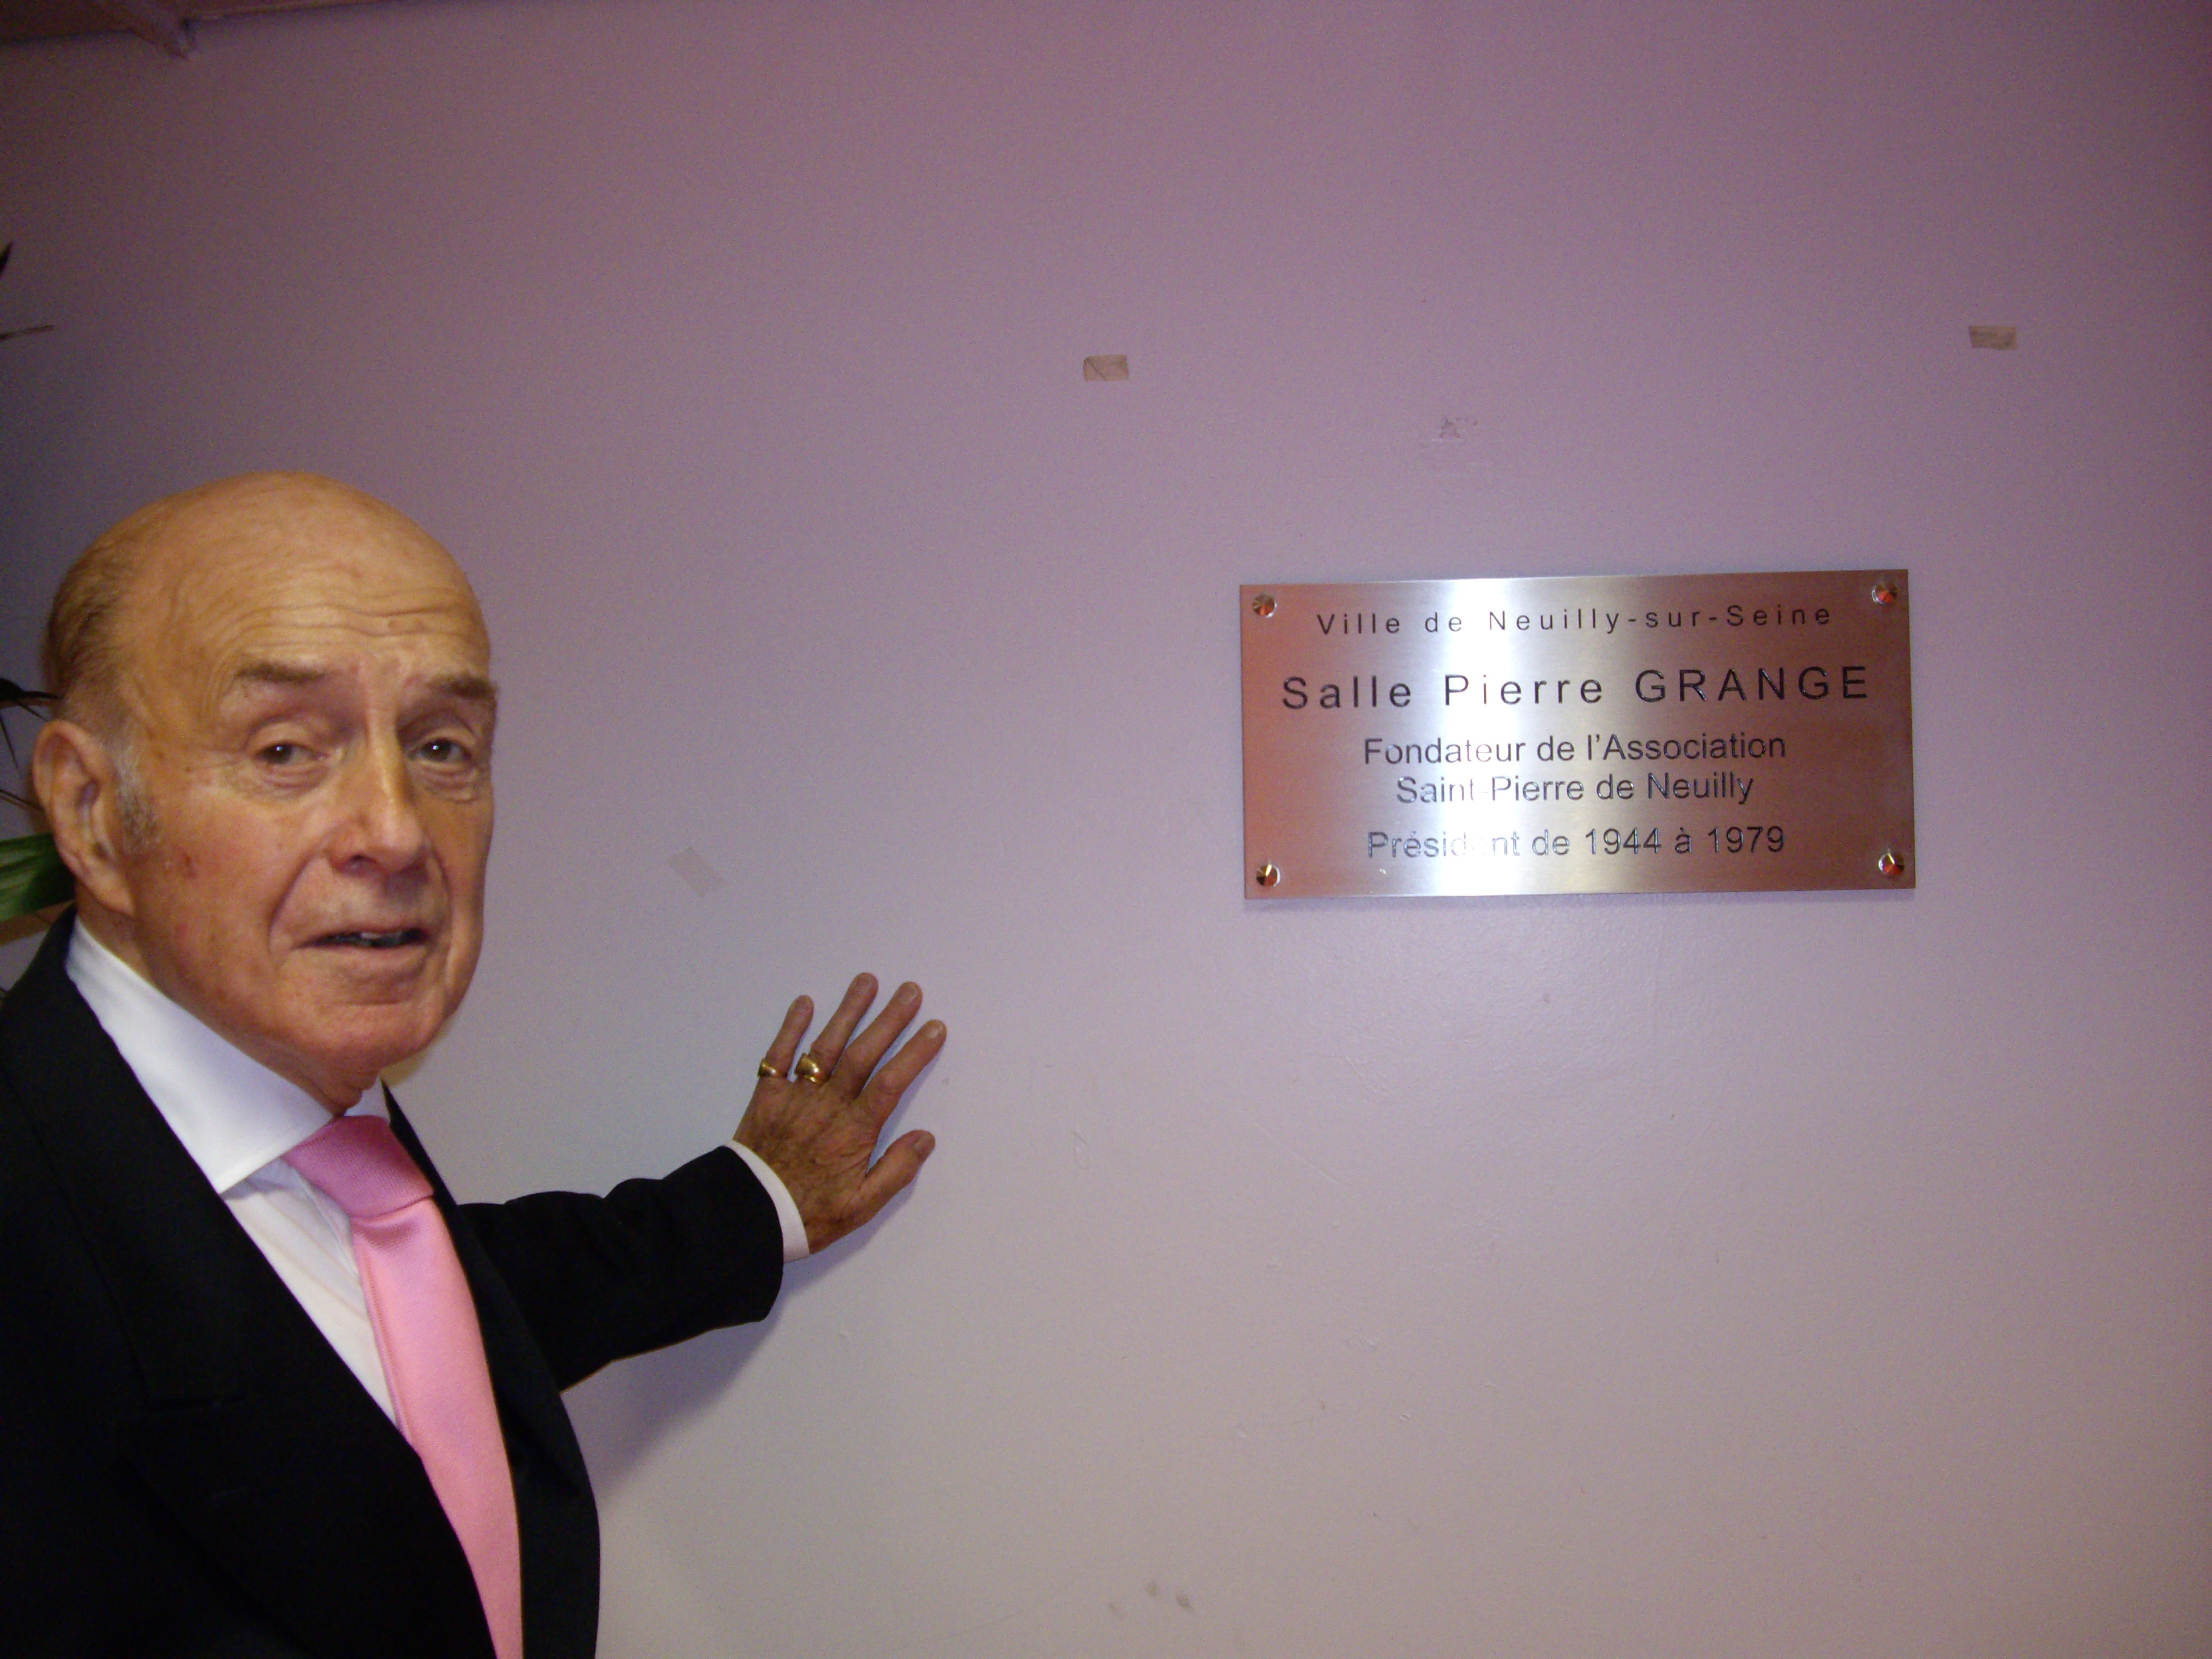 Ville de Neuilly-sur-Seine
Salle Pierre GRANGE
Fondateur de l'Association
Saint-Pierre de Neuilly
Président de 1944 à 1979